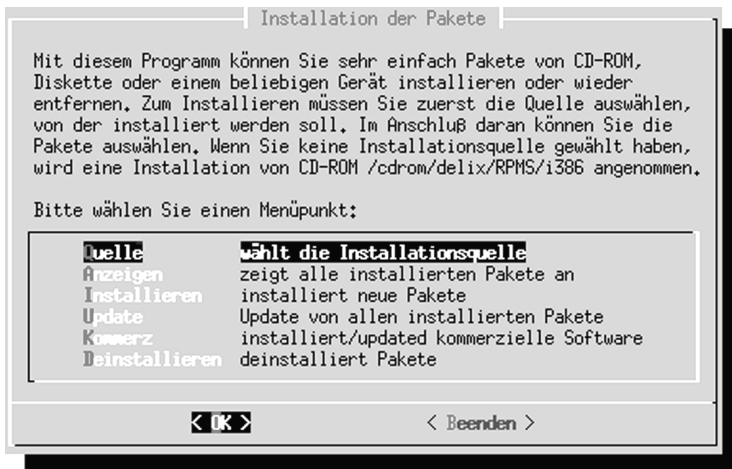 Installation der Pakete
Mit diesem Programm können Sie sehr einfach Pakete von CD-ROM,
Diskette oder einem beliebigen Gerät installieren oder wieder
entfernen. Zum Installieren müssen Sie zuerst die Quelle auswählen,
von der installiert werden soll. Im Anschluß daran können Sie die
Pakete auswählen. Wenn Sie keine Installationsquelle gewählt haben,
wird eine Installation von CD-ROM /cdrom/delix/RPMS/i386 angenommen.
Bitte wählen Sie einen Menüpunkt:
Quelle wählt die Installationsquelle
Anzeigen zeigt alle installierten Pakete an
Installieren installiert neue Pakete
Update Update von allen installierten Pakete
Kommerz installiert/updated kommerzielle Software
Deinstallieren deinstalliert Pakete
< OK > < Beenden >